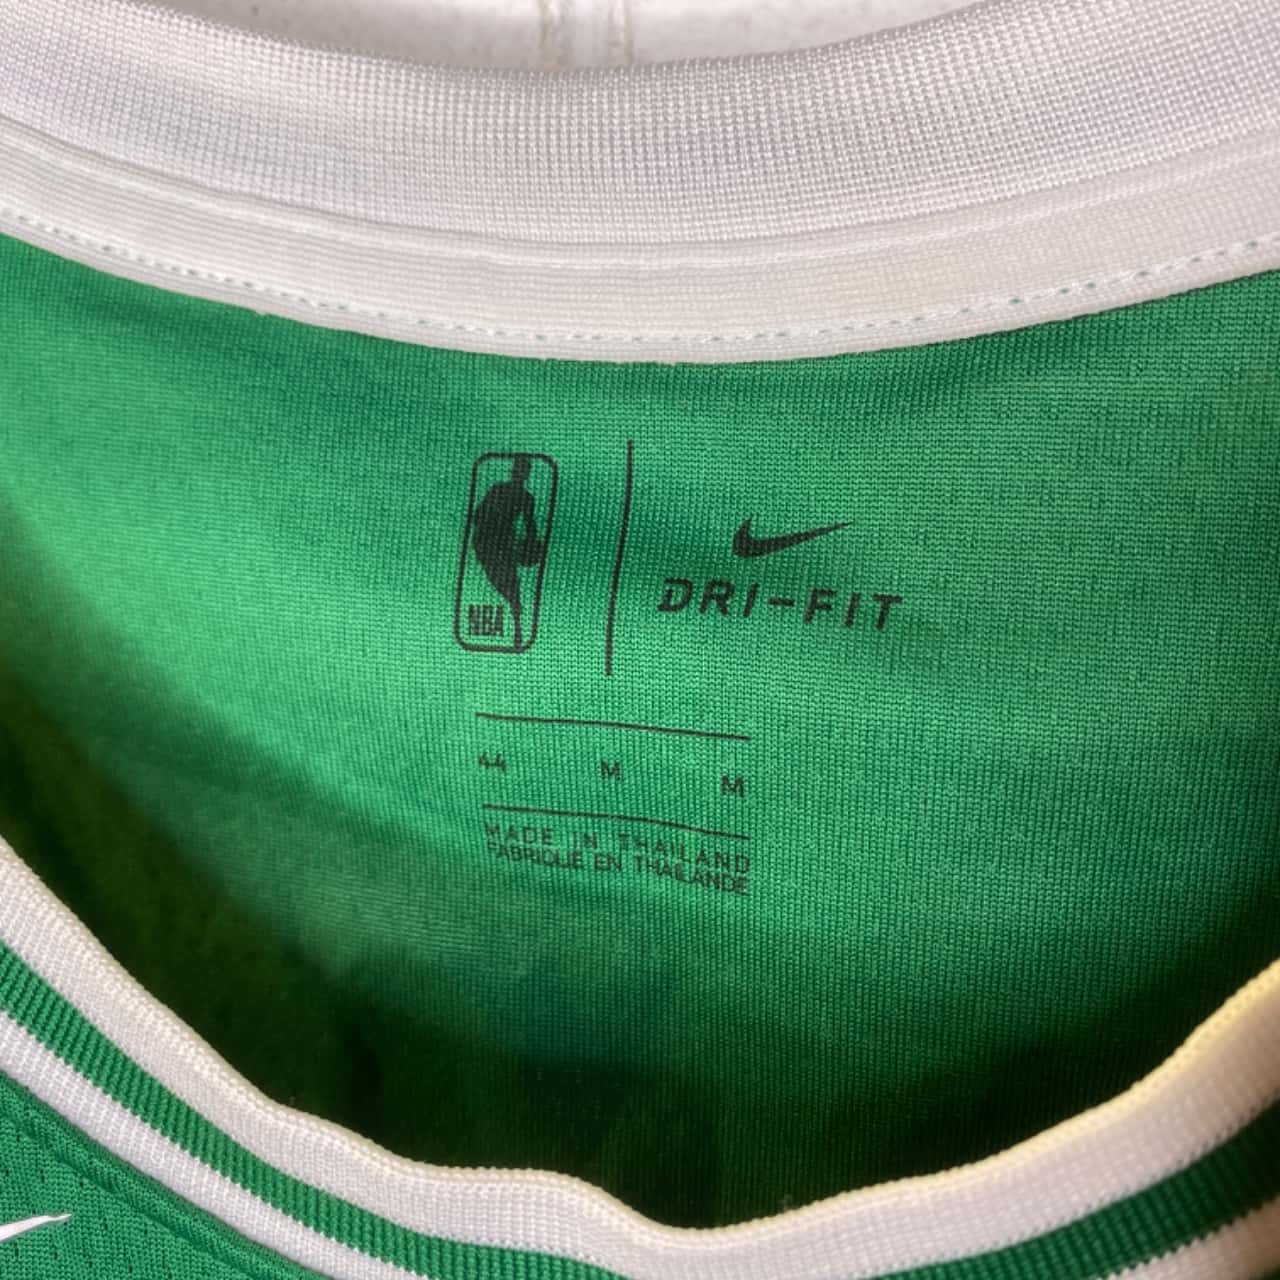 NBA
DRI-FIT
44 M M
MADE IN THAILAND
FABRIQUÉ EN THAÏLANDE